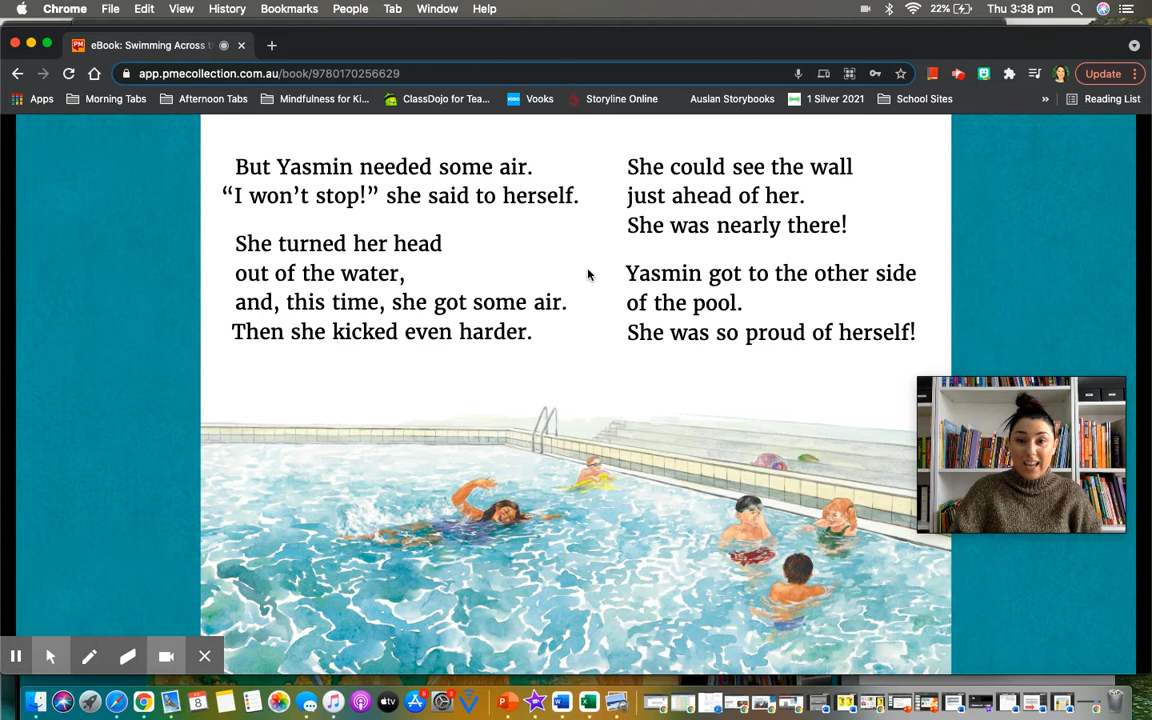 Chrome File Edit View History Bookmarks People Tab Window Help 22% Thu 3:38 pm
eBook: Swimming Across t
app.pmecollection.com.au/book/9780170256629 Update
Apps Morning Tabs Afternoon Tabs Mindfulness for Ki... ClassDojo for Tea... VOOKS Vooks Storyline Online Auslan Storybooks 1 Silver 2021 School Sites » Reading List
But Yasmin needed some air.
“I won’t stop!” she said to herself.
She turned her head
out of the water,
and, this time, she got some air.
Then she kicked even harder.
She could see the wall
just ahead of her.
She was nearly there!
Yasmin got to the other side
of the pool.
She was so proud of herself!